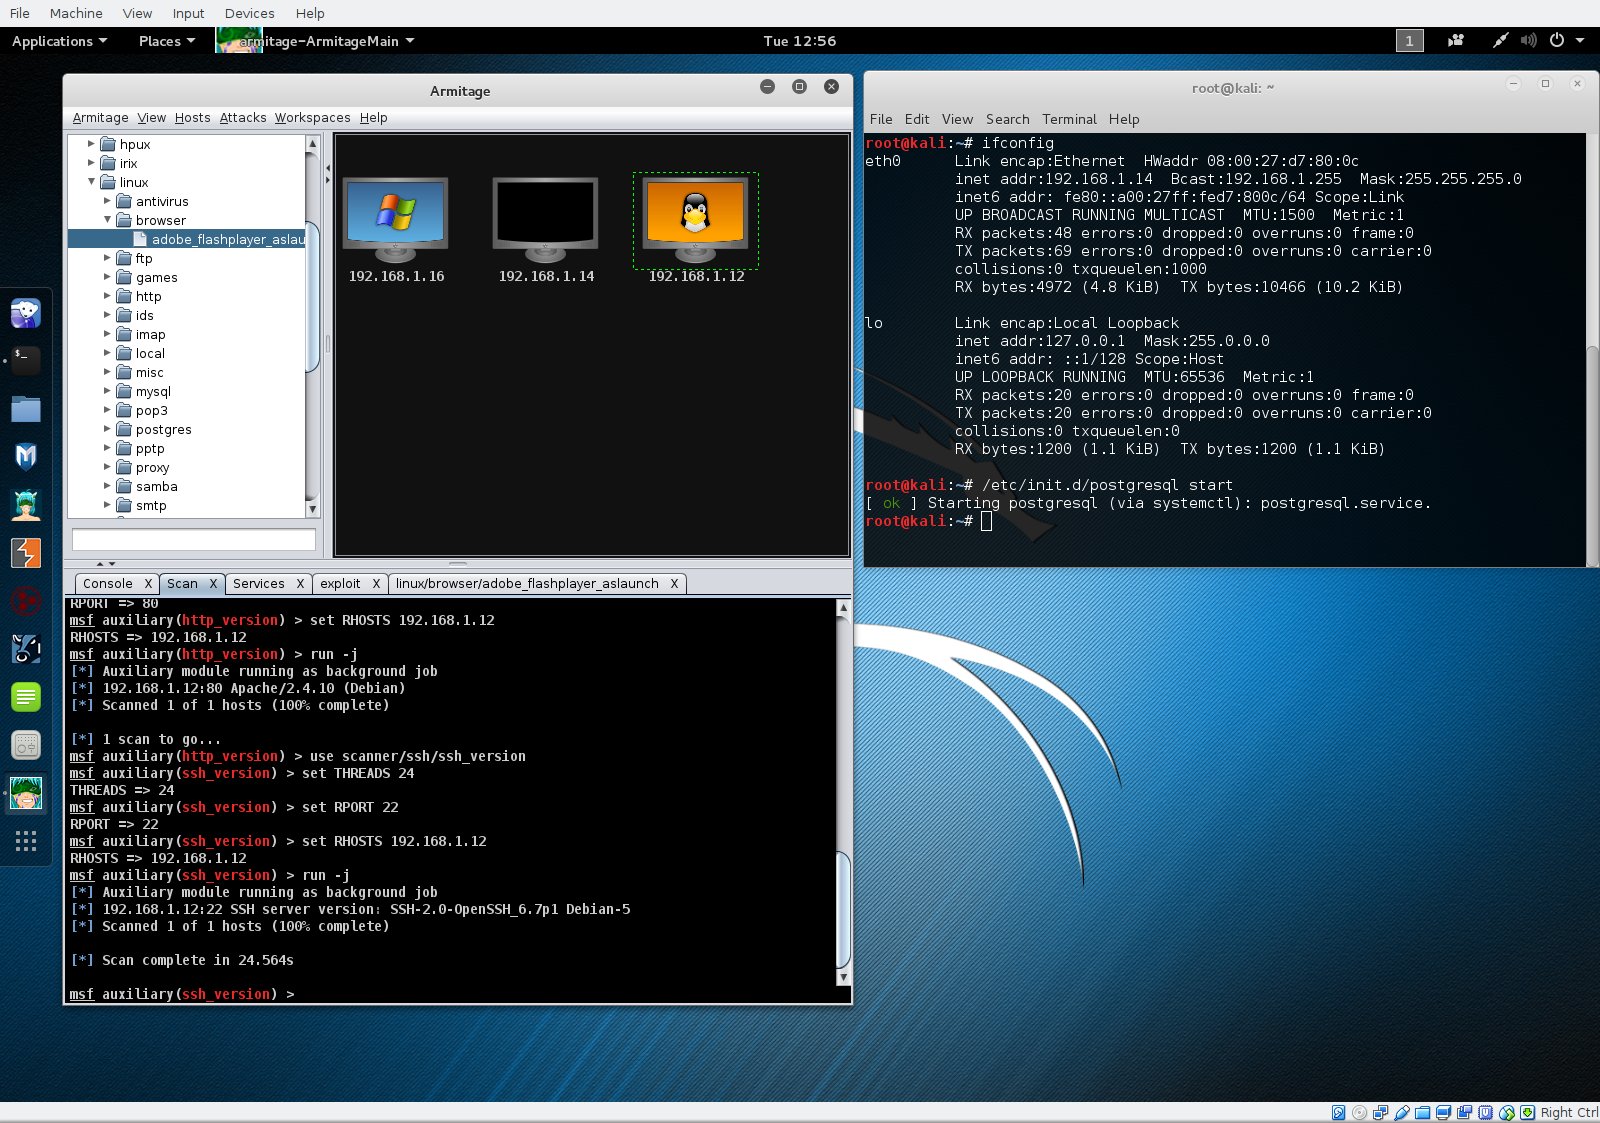 File Machine View Input Devices Help
Applications Places armitage-ArmitageMain Tue 12:56 1
Armitage
Armitage View Hosts Attacks Workspaces Help
hpux
irix
linux
antivirus
browser
adobe_flashplayer_aslau
ftp
games
http
ids
imap
local
misc
mysql
pop3
postgres
pptp
proxy
samba
smtp
192.168.1.16 192.168.1.14 192.168.1.12
Console X Scan X Services X exploit X linux/browser/adobe_flashplayer_aslaunch X
RPORT => 80
msf auxiliary(http_version) > set RHOSTS 192.168.1.12
RHOSTS => 192.168.1.12
msf auxiliary(http_version) > run -j
[*] Auxiliary module running as background job
[*] 192.168.1.12:80 Apache/2.4.10 (Debian)
[*] Scanned 1 of 1 hosts (100% complete)
[*] 1 scan to go...
msf auxiliary(http_version) > use scanner/ssh/ssh_version
msf auxiliary(ssh_version) > set THREADS 24
THREADS => 24
msf auxiliary(ssh_version) > set RPORT 22
RPORT => 22
msf auxiliary(ssh_version) > set RHOSTS 192.168.1.12
RHOSTS => 192.168.1.12
msf auxiliary(ssh_version) > run -j
[*] Auxiliary module running as background job
[*] 192.168.1.12:22 SSH server version: SSH-2.0-OpenSSH_6.7p1 Debian-5
[*] Scanned 1 of 1 hosts (100% complete)
[*] Scan complete in 24.564s
msf auxiliary(ssh_version) >
root@kali: ~
File Edit View Search Terminal Help
root@kali:~# ifconfig
eth0 Link encap:Ethernet HWaddr 08:00:27:d7:80:0c
inet addr:192.168.1.14 Bcast:192.168.1.255 Mask:255.255.255.0
inet6 addr: fe80::a00:27ff:fed7:800c/64 Scope:Link
UP BROADCAST RUNNING MULTICAST MTU:1500 Metric:1
RX packets:48 errors:0 dropped:0 overruns:0 frame:0
TX packets:69 errors:0 dropped:0 overruns:0 carrier:0
collisions:0 txqueuelen:1000
RX bytes:4972 (4.8 KiB) TX bytes:10466 (10.2 KiB)
lo Link encap:Local Loopback
inet addr:127.0.0.1 Mask:255.0.0.0
inet6 addr: ::1/128 Scope:Host
UP LOOPBACK RUNNING MTU:65536 Metric:1
RX packets:20 errors:0 dropped:0 overruns:0 frame:0
TX packets:20 errors:0 dropped:0 overruns:0 carrier:0
collisions:0 txqueuelen:0
RX bytes:1200 (1.1 KiB) TX bytes:1200 (1.1 KiB)
root@kali:~# /etc/init.d/postgresql start
[ ok ] Starting postgresql (via systemctl): postgresql.service.
root@kali:~#
Right Ctrl